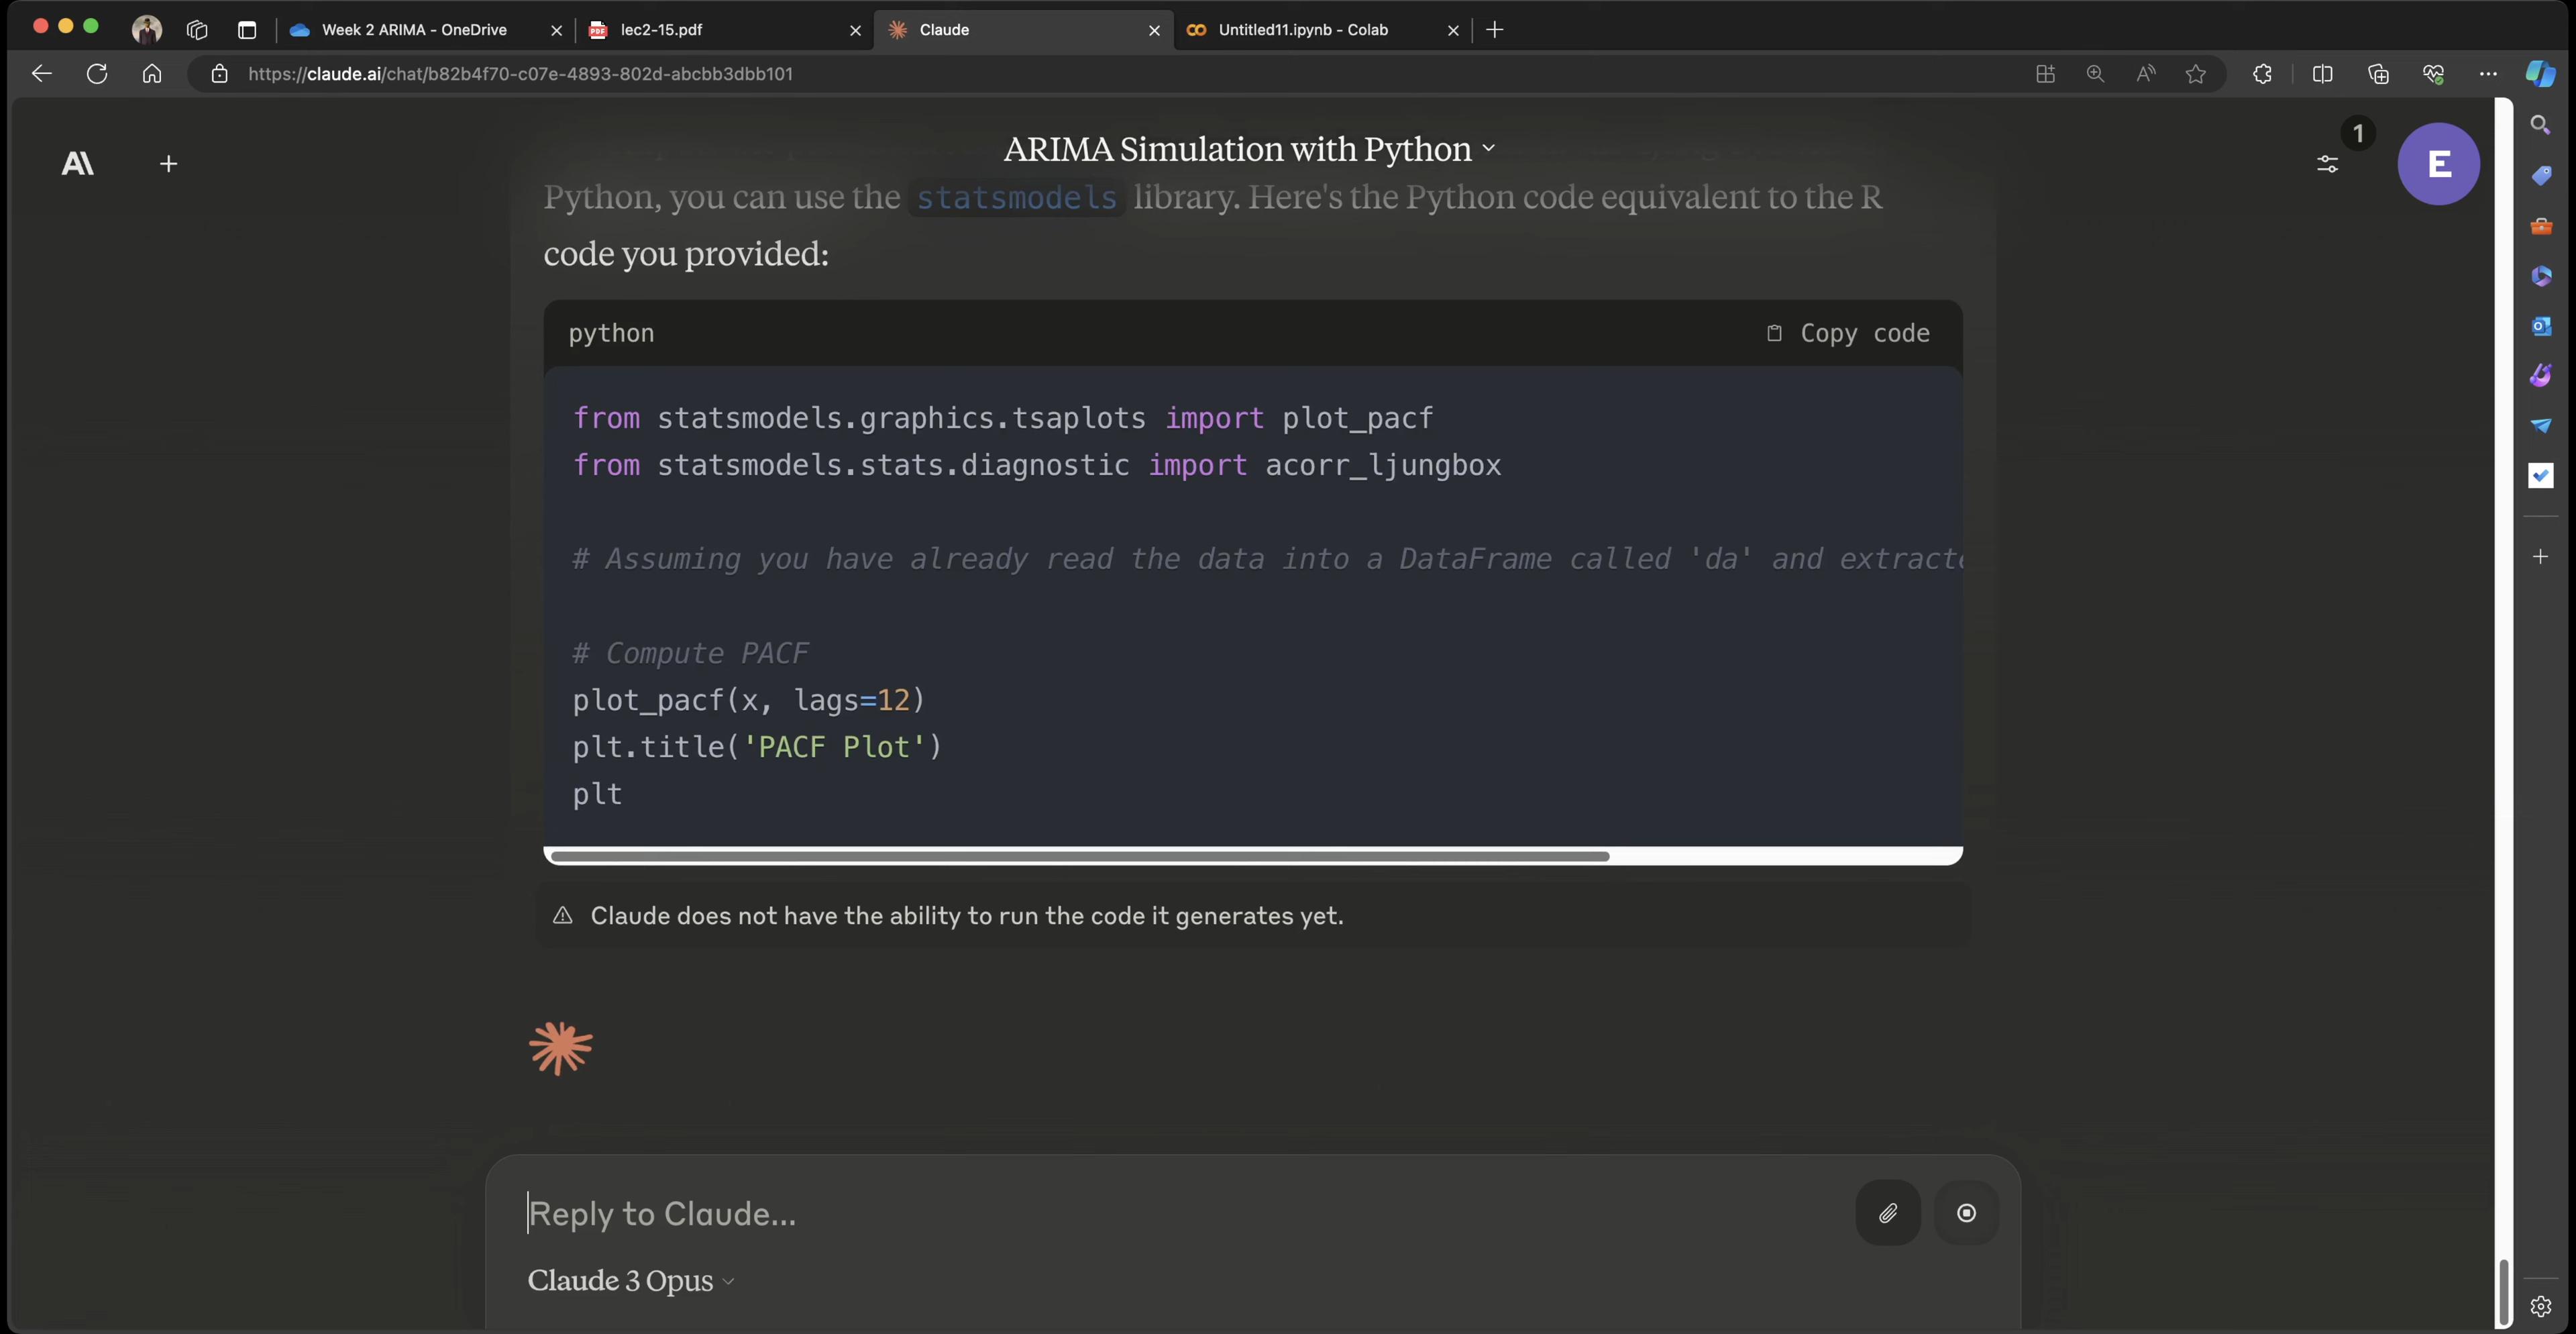 Week 2 ARIMA - OneDrive
lec2-15.pdf
Claude
Untitled11.ipynb - Colab
https://claude.ai/chat/b82b4f70-c07e-4893-802d-abcbb3dbb101
ARIMA Simulation with Python
1
E
Python, you can use the statsmodels library. Here's the Python code equivalent to the R
code you provided:
python
Copy code
from statsmodels.graphics.tsaplots import plot_pacf
from statsmodels.stats.diagnostic import acorr_ljungbox
# Assuming you have already read the data into a DataFrame called 'da' and extracte
# Compute PACF
plot_pacf(x, lags=12)
plt.title('PACF Plot')
plt
Claude does not have the ability to run the code it generates yet.
Reply to Claude...
Claude 3 Opus